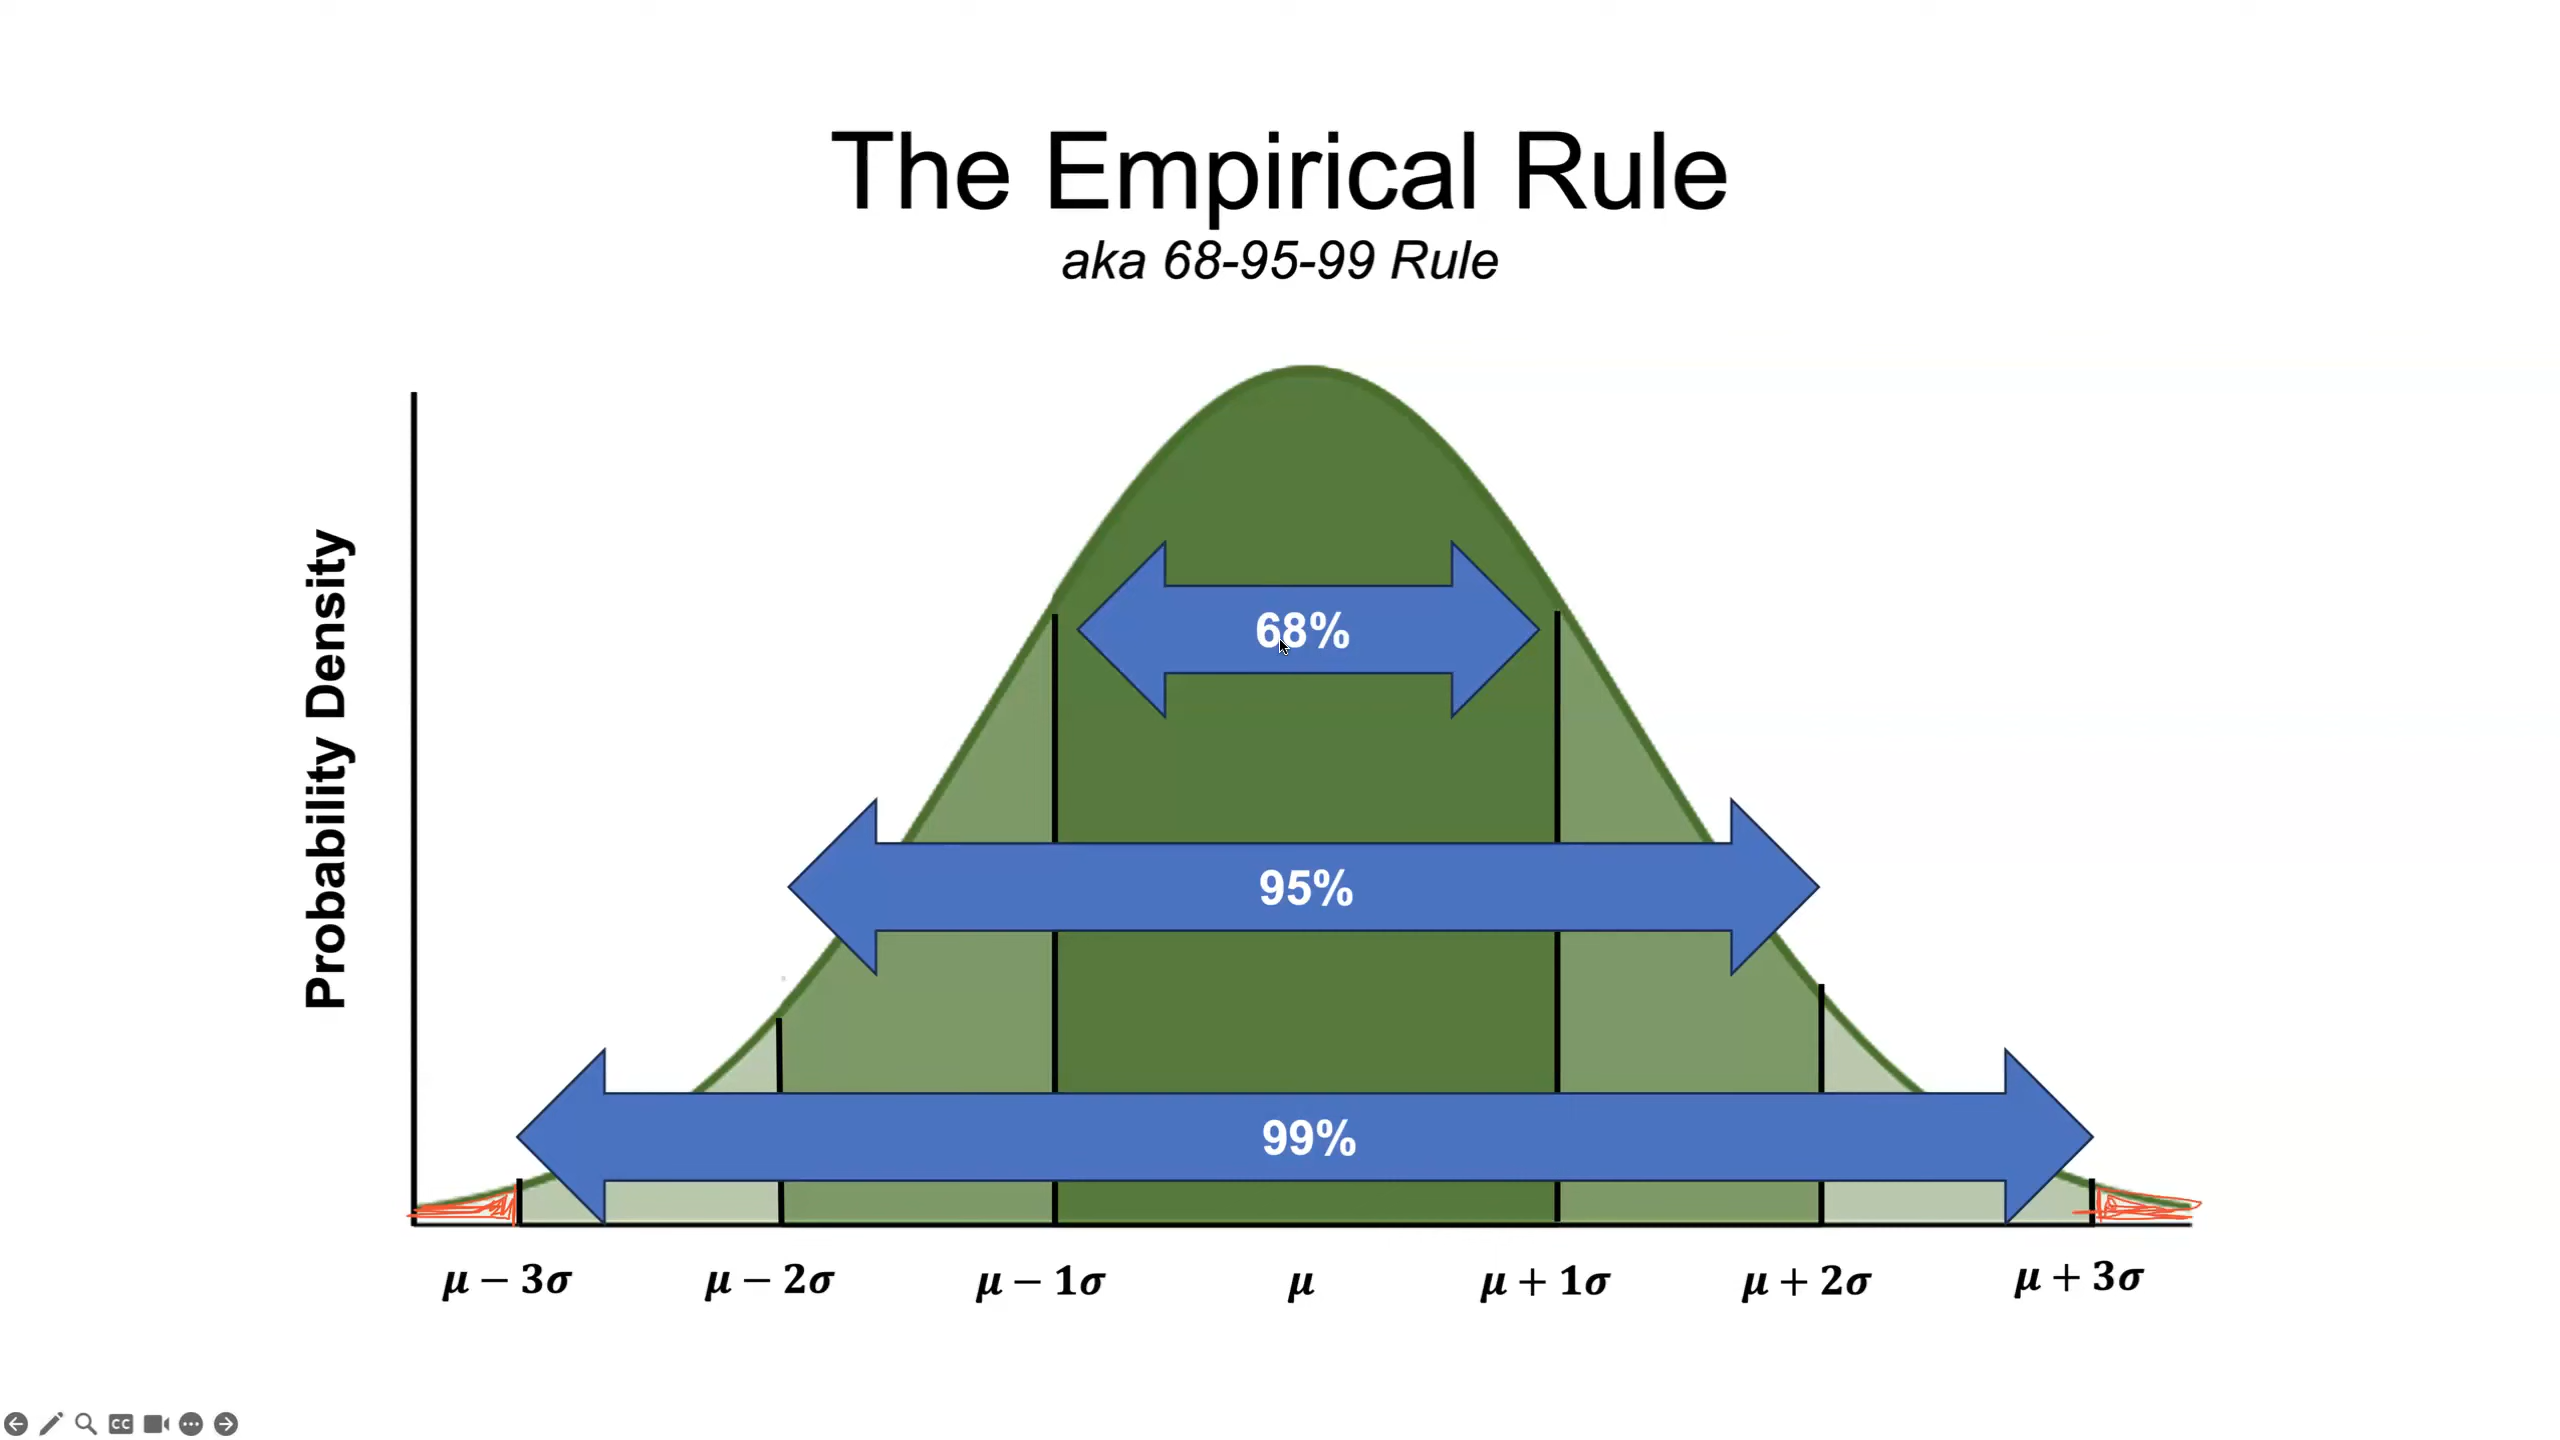 The Empirical Rule
aka 68-95-99 Rule
Probability Density
68%
95%
99%
μ − 3σ
μ − 2σ
μ − 1σ
μ
μ + 1σ
μ + 2σ
μ + 3σ
CC